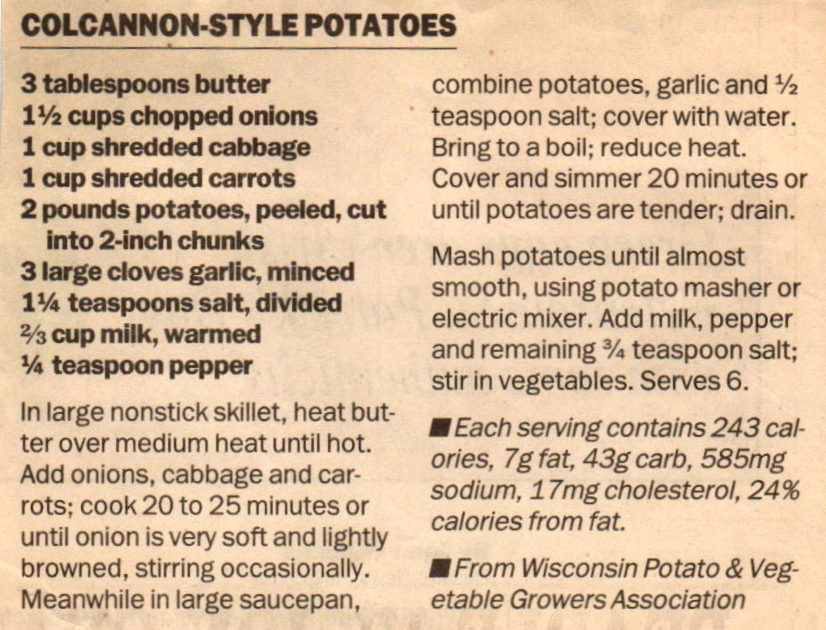 COLCANNON-STYLE POTATOES
3 tablespoons butter
1½ cups chopped onions
1 cup shredded cabbage
1 cup shredded carrots
2 pounds potatoes, peeled, cut
into 2-inch chunks
3 large cloves garlic, minced
1¼ teaspoons salt, divided
⅔ cup milk, warmed
¼ teaspoon pepper
In large nonstick skillet, heat but-
ter over medium heat until hot.
Add onions, cabbage and car-
rots; cook 20 to 25 minutes or
until onion is very soft and lightly
browned, stirring occasionally.
Meanwhile in large saucepan,
combine potatoes, garlic and ½
teaspoon salt; cover with water.
Bring to a boil; reduce heat.
Cover and simmer 20 minutes or
until potatoes are tender; drain.
Mash potatoes until almost
smooth, using potato masher or
electric mixer. Add milk, pepper
and remaining ¾ teaspoon salt;
stir in vegetables. Serves 6.
■ Each serving contains 243 cal-
ories, 7g fat, 43g carb, 585mg
sodium, 17mg cholesterol, 24%
calories from fat.
■ From Wisconsin Potato & Veg-
etable Growers Association